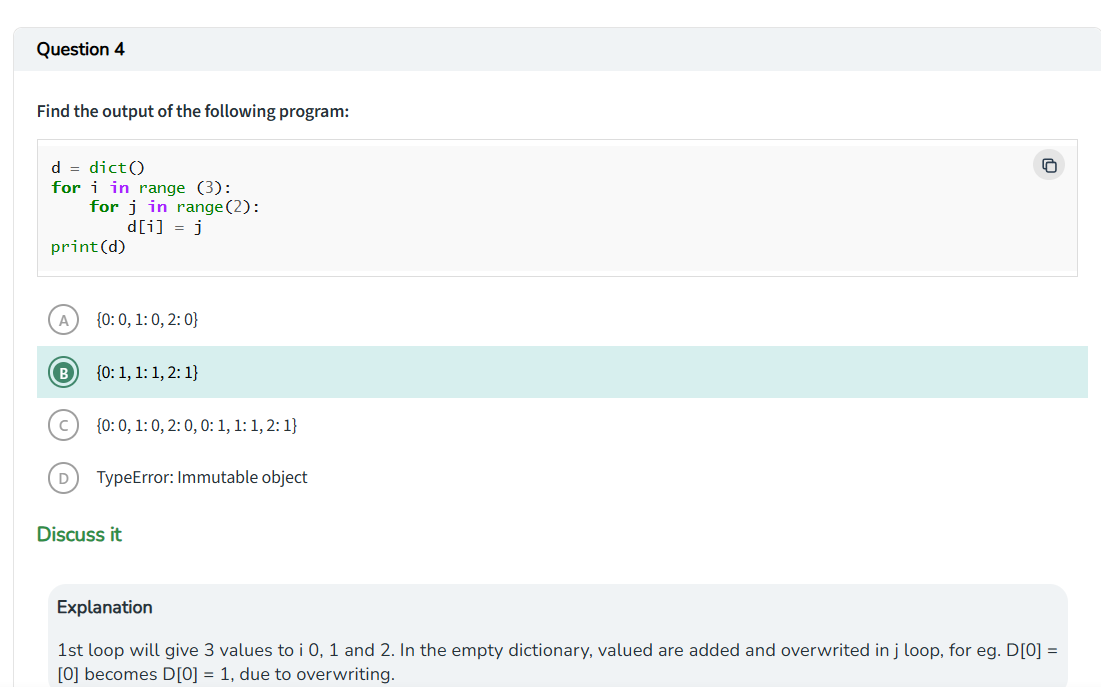 Question 4
Find the output of the following program:
d = dict()
for i in range (3):
    for j in range(2):
        d[i] = j
print(d)
A {0: 0, 1: 0, 2: 0}
B {0: 1, 1: 1, 2: 1}
C {0: 0, 1: 0, 2: 0, 0: 1, 1: 1, 2: 1}
D TypeError: Immutable object
Discuss it
Explanation
1st loop will give 3 values to i 0, 1 and 2. In the empty dictionary, valued are added and overwrited in j loop, for eg. D[0] =
[0] becomes D[0] = 1, due to overwriting.